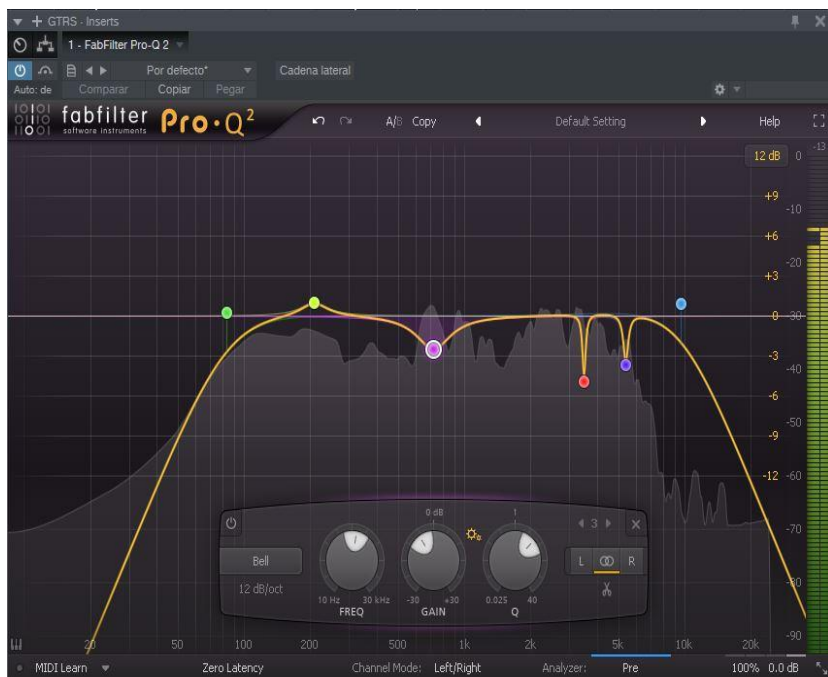 GTRS - Inserts
1 - FabFilter Pro-Q 2
Por defecto* Cadena lateral
Auto: de Comparar Copiar Pegar
fabfilter Pro·Q²
software instruments
A/B Copy Default Setting Help
-13
12 dB 0
+9
-10
+6
-20
+3
0 -30
-3
-40
-6
-50
-9
-12 -60
-70
-80
-90
0 dB 1
3
Bell L R
12 dB/oct
10 Hz 30 kHz -30 +30 0.025 40
FREQ GAIN Q
20 50 100 200 500 1k 2k 5k 10k 20k
MIDI Learn Zero Latency Channel Mode: Left/Right Analyzer: Pre 100% 0.0 dB